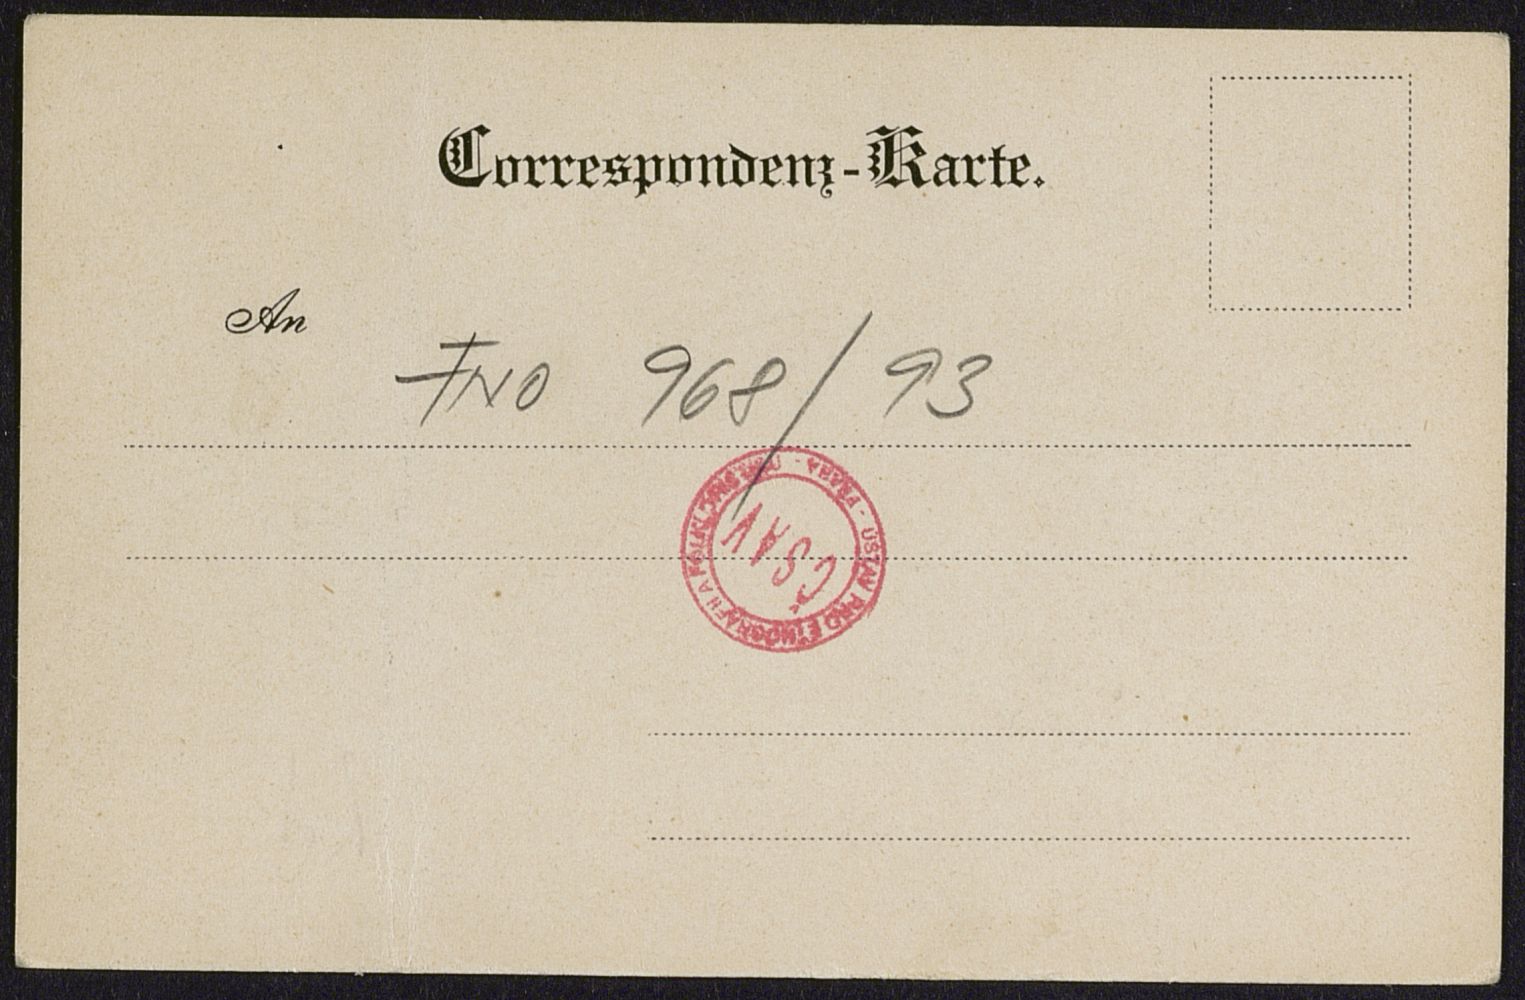 Correspondenz-Karte.
An
FNO 968/93
ÚSTAV PRO ETNOGRAFII A FOLKLORISTIKU - PRAHA -
ČSAV